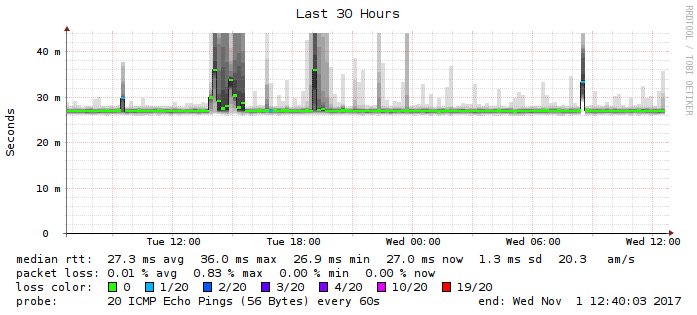 Last 30 Hours
RRDTOOL / TOBI OETIKER
Seconds
40 m
30 m
20 m
10 m
0
Tue 12:00 Tue 18:00 Wed 00:00 Wed 06:00 Wed 12:00
median rtt: 27.3 ms avg 36.0 ms max 26.9 ms min 27.0 ms now 1.3 ms sd 20.3 am/s
packet loss: 0.01 % avg 0.83 % max 0.00 % min 0.00 % now
loss color: 0 1/20 2/20 3/20 4/20 10/20 19/20
probe: 20 ICMP Echo Pings (56 Bytes) every 60s end: Wed Nov 1 12:40:03 2017